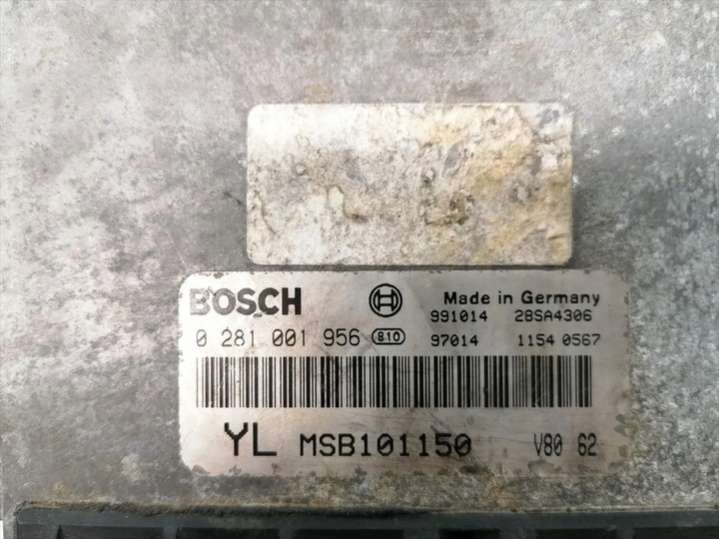 BOSCH Made in Germany
991014 28SA4306
0 281 001 956 810 97014 1154 0567
YL MSB101150 V80 62